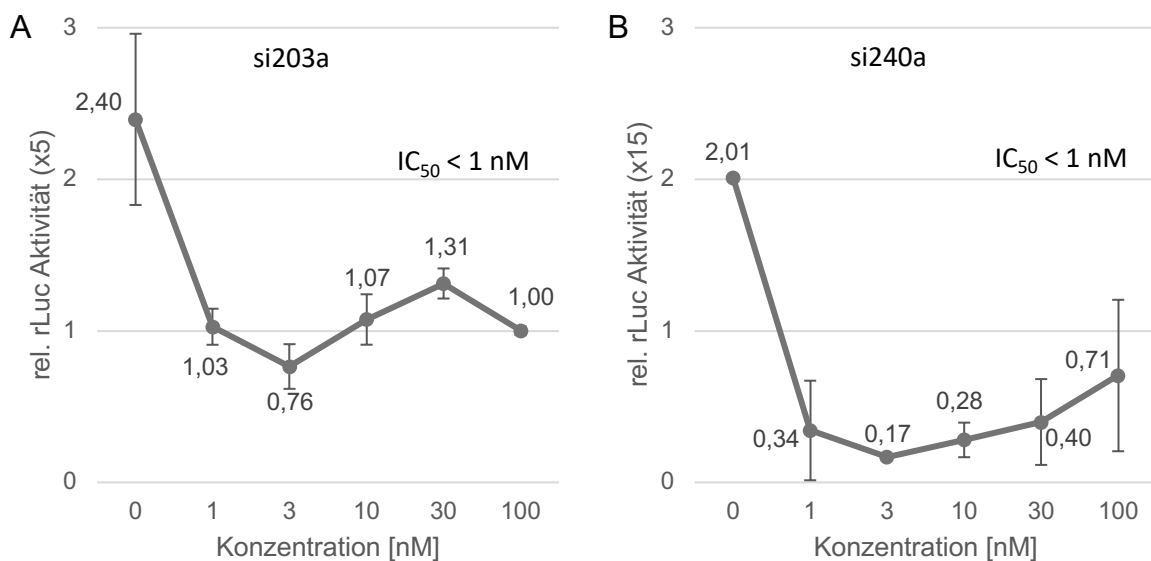 A
si203a
IC50 < 1 nM
rel. rLuc Aktivität (x5)
3
2
1
0
2,40
1,03
0,76
1,07
1,31
1,00
0 1 3 10 30 100
Konzentration [nM]
B
si240a
IC50 < 1 nM
rel. rLuc Aktivität (x15)
3
2
1
0
2,01
0,34
0,17
0,28
0,40
0,71
0 1 3 10 30 100
Konzentration [nM]